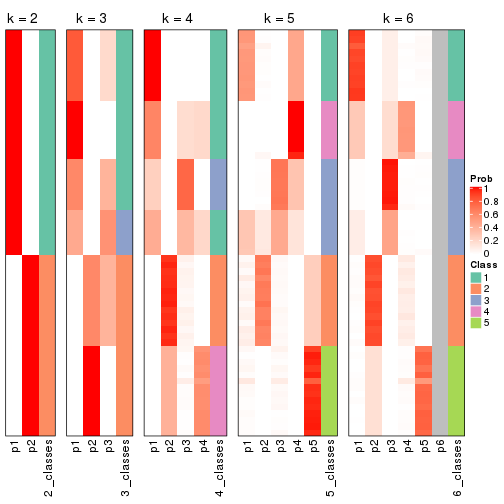 k = 2
k = 3
k = 4
k = 5
k = 6
Prob
1
0.8
0.6
0.4
0.2
0
Class
1
2
3
4
5
p1
p2
2_classes
p1
p2
p3
3_classes
p1
p2
p3
p4
4_classes
p1
p2
p3
p4
p5
5_classes
p1
p2
p3
p4
p5
p6
6_classes